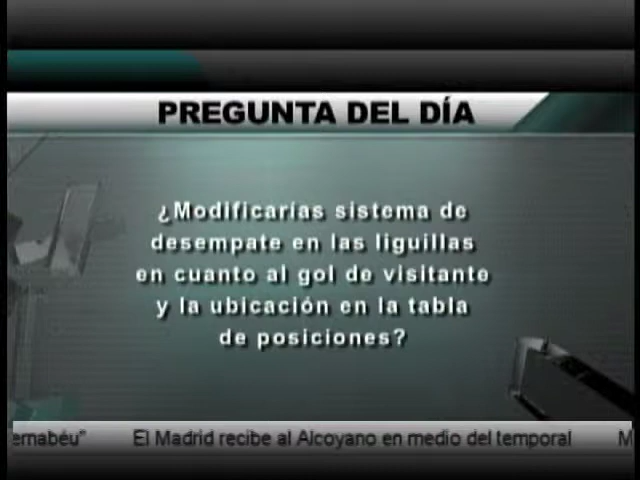 PREGUNTA DEL DÍA
¿Modificarías sistema de
desempate en las liguillas
en cuanto al gol de visitante
y la ubicación en la tabla
de posiciones?
ernabéu" El Madrid recibe al Alcoyano en medio del temporal M